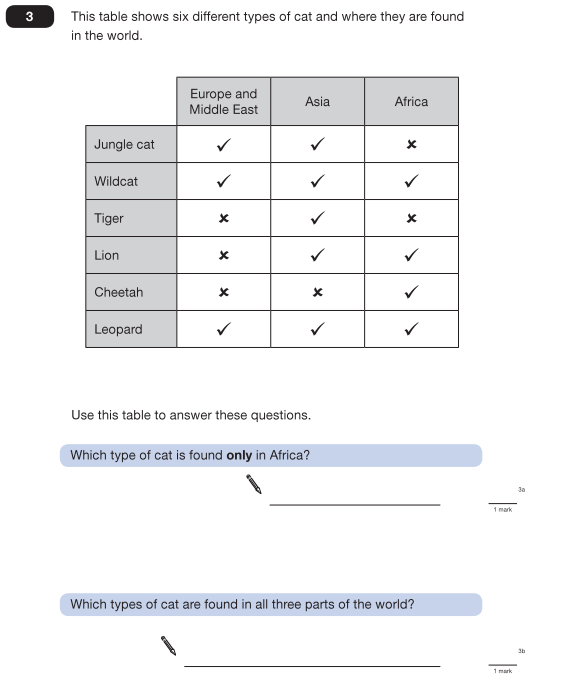 3
This table shows six different types of cat and where they are found
in the world.
Europe and
Middle East
Asia
Africa
Jungle cat ✓ ✓ ✗
Wildcat ✓ ✓ ✓
Tiger ✗ ✓ ✗
Lion ✗ ✓ ✓
Cheetah ✗ ✗ ✓
Leopard ✓ ✓ ✓
Use this table to answer these questions.
Which type of cat is found only in Africa?
3a
1 mark
Which types of cat are found in all three parts of the world?
3b
1 mark